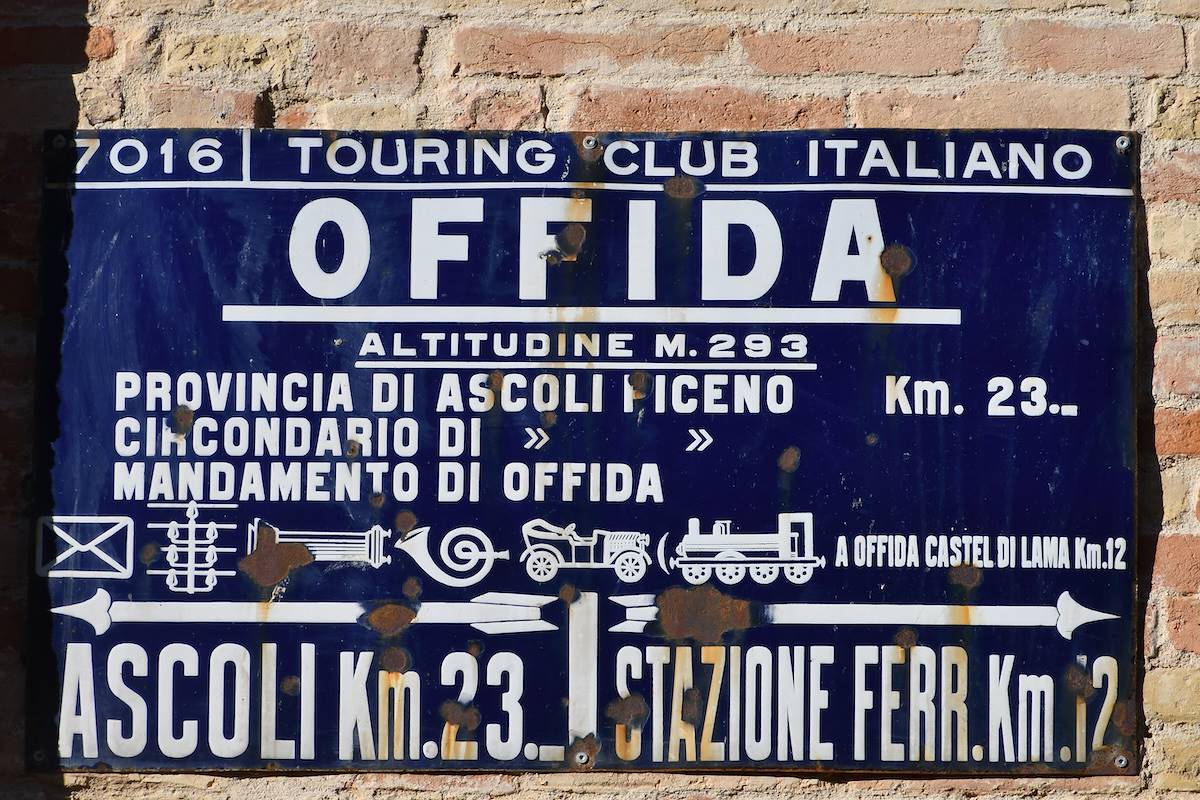 7016 TOURING CLUB ITALIANO
OFFIDA
ALTITUDINE M. 293
PROVINCIA DI ASCOLI PICENO Km. 23._
CIRCONDARIO DI » »
MANDAMENTO DI OFFIDA
A OFFIDA CASTEL DI LAMA Km.12
ASCOLI Km.23._ STAZIONE FERR.Km.12